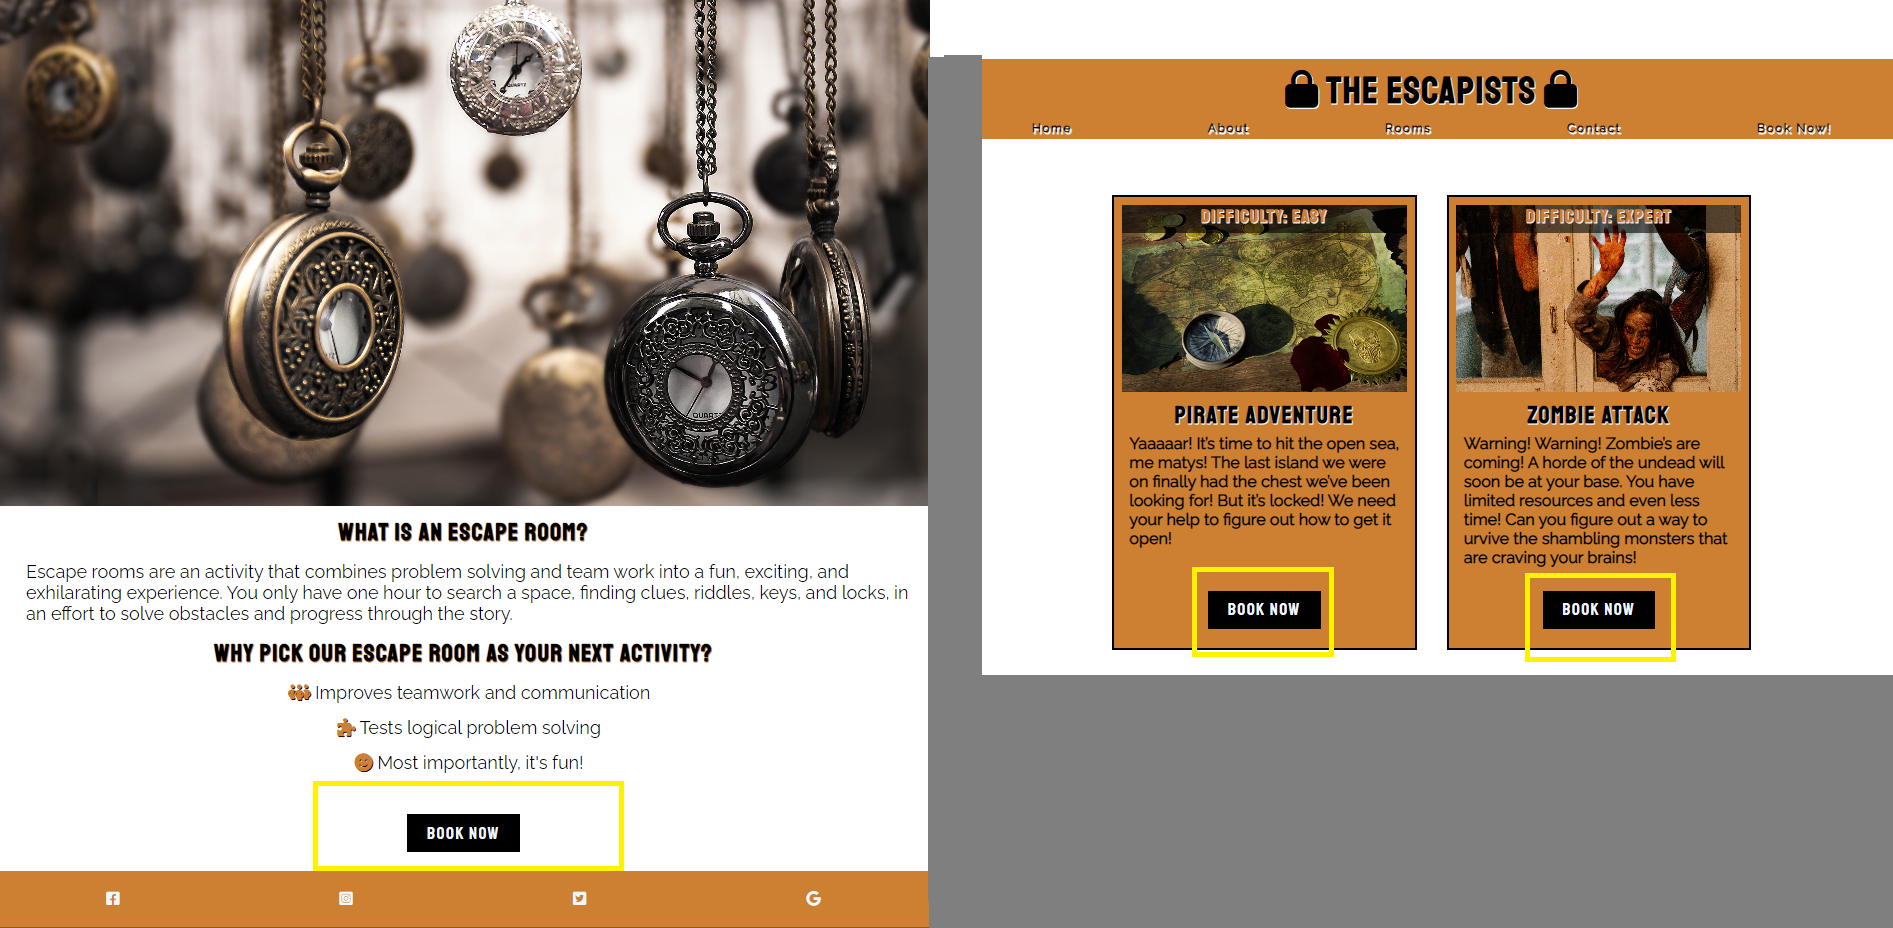 WHAT IS AN ESCAPE ROOM?
Escape rooms are an activity that combines problem solving and team work into a fun, exciting, and
exhilarating experience. You only have one hour to search a space, finding clues, riddles, keys, and locks, in
an effort to solve obstacles and progress through the story.
WHY PICK OUR ESCAPE ROOM AS YOUR NEXT ACTIVITY?
Improves teamwork and communication
Tests logical problem solving
Most importantly, it's fun!
BOOK NOW
THE ESCAPISTS
Home About Rooms Contact Book Now!
DIFFICULTY: EASY
PIRATE ADVENTURE
Yaaaaar! It's time to hit the open sea,
me matys! The last island we were
on finally had the chest we've been
looking for! But it's locked! We need
your help to figure out how to get it
open!
BOOK NOW
DIFFICULTY: EXPERT
ZOMBIE ATTACK
Warning! Warning! Zombie's are
coming! A horde of the undead will
soon be at your base. You have
limited resources and even less
time! Can you figure out a way to
urvive the shambling monsters that
are craving your brains!
BOOK NOW